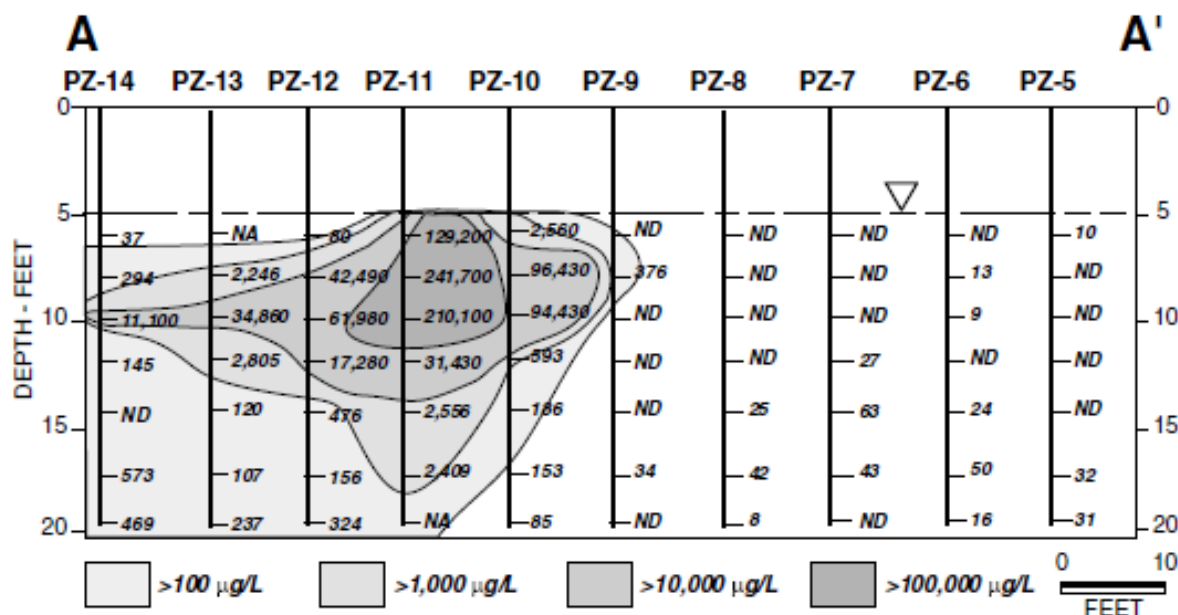 A A'
PZ-14 PZ-13 PZ-12 PZ-11 PZ-10 PZ-9 PZ-8 PZ-7 PZ-6 PZ-5
0 0
5 5
37 NA 80 129,200 2,560 ND ND ND ND 10
294 2,246 42,490 241,700 96,430 376 ND ND 13 ND
10 11,100 34,860 61,980 210,100 94,430 ND ND ND 9 ND 10
145 2,805 17,280 31,430 593 ND ND 27 ND ND
ND 120 476 2,556 186 ND 25 63 24 ND
15 15
573 107 156 2,409 153 34 42 43 50 32
20 469 237 324 NA 85 ND 8 ND 16 31 20
DEPTH - FEET
>100 µg/L >1,000 µg/L >10,000 µg/L >100,000 µg/L
0 10
FEET